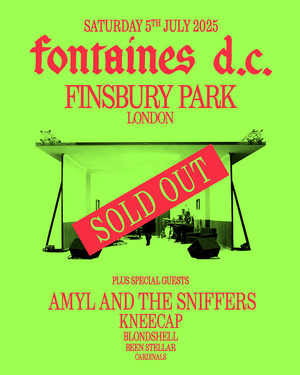 SATURDAY 5TH JULY 2025
fontaines d.c.
FINSBURY PARK
LONDON
SOLD OUT
PLUS SPECIAL GUESTS
AMYL AND THE SNIFFERS
KNEECAP
BLONDSHELL
BEEN STELLAR
CARDINALS